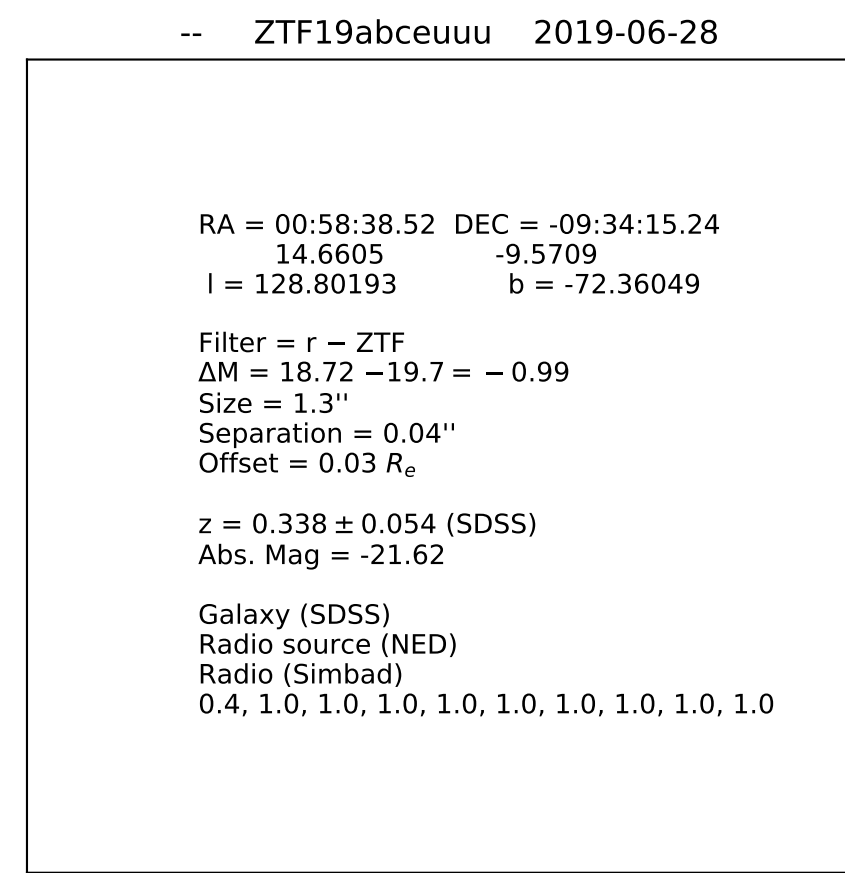 -- ZTF19abceuuu 2019-06-28
RA = 00:58:38.52 DEC = -09:34:15.24
14.6605 -9.5709
l = 128.80193 b = -72.36049
Filter = r − ZTF
ΔM = 18.72 −19.7 = − 0.99
Size = 1.3''
Separation = 0.04''
Offset = 0.03 Re
z = 0.338 ± 0.054 (SDSS)
Abs. Mag = -21.62
Galaxy (SDSS)
Radio source (NED)
Radio (Simbad)
0.4, 1.0, 1.0, 1.0, 1.0, 1.0, 1.0, 1.0, 1.0, 1.0